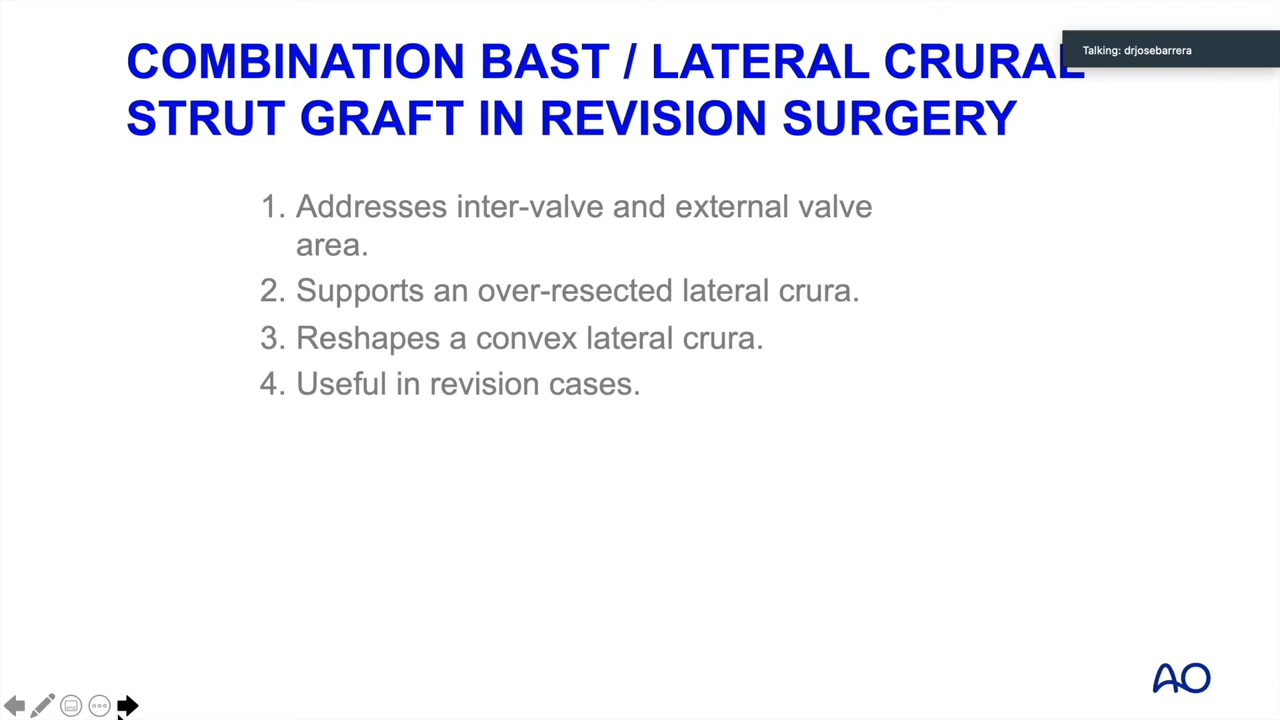 COMBINATION BAST / LATERAL CRURAL
STRUT GRAFT IN REVISION SURGERY
Talking: drjosebarrera
1. Addresses inter-valve and external valve
area.
2. Supports an over-resected lateral crura.
3. Reshapes a convex lateral crura.
4. Useful in revision cases.
AO